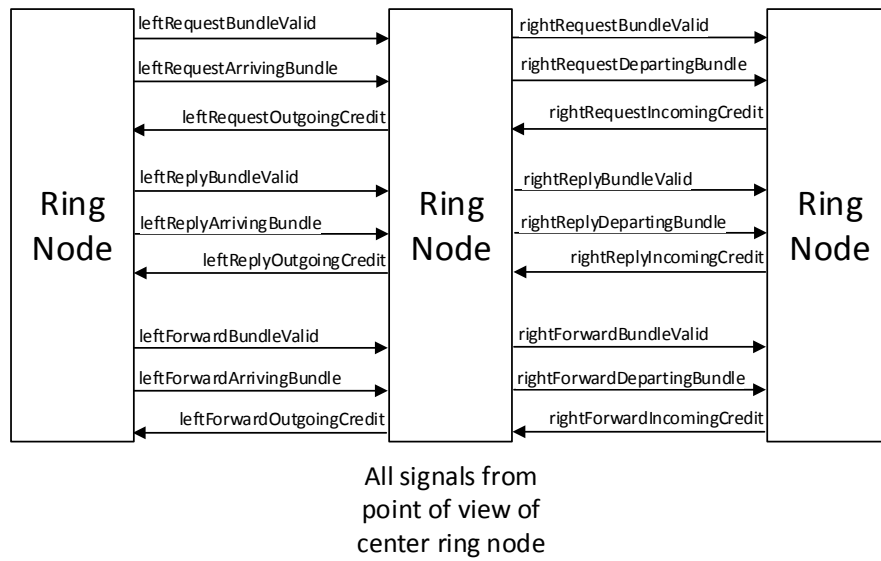 leftRequestBundleValid
rightRequestBundleValid
leftRequestArrivingBundle
rightRequestDepartingBundle
leftRequestOutgoingCredit
rightRequestIncomingCredit
leftReplyBundleValid
rightReplyBundleValid
Ring
Node
Ring
Node
Ring
Node
leftReplyArrivingBundle
rightReplyDepartingBundle
leftReplyOutgoingCredit
rightReplyIncomingCredit
leftForwardBundleValid
rightForwardBundleValid
leftForwardArrivingBundle
rightForwardDepartingBundle
leftForwardOutgoingCredit
rightForwardIncomingCredit
All signals from
point of view of
center ring node